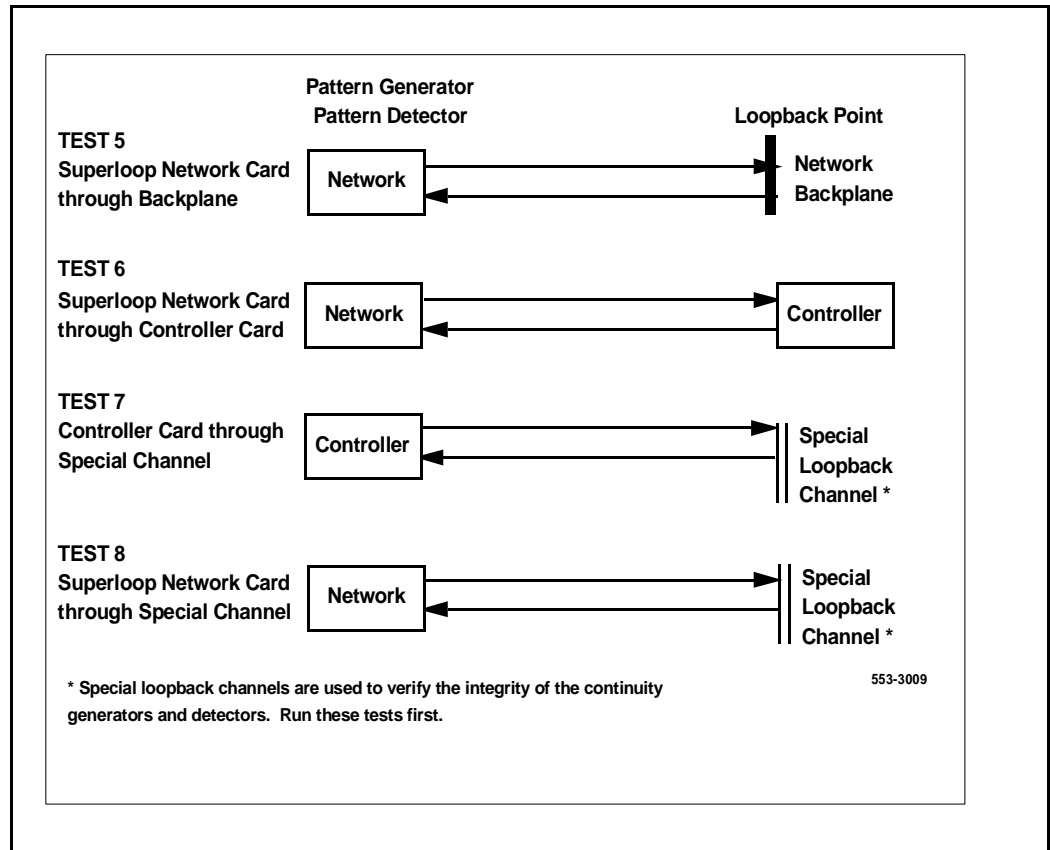 Pattern Generator
Pattern Detector
Loopback Point
TEST 5
Superloop Network Card
through Backplane
Network
Network
Backplane
TEST 6
Superloop Network Card
through Controller Card
Network
Controller
TEST 7
Controller Card through
Special Channel
Controller
Special
Loopback
Channel *
TEST 8
Superloop Network Card
through Special Channel
Network
Special
Loopback
Channel *
* Special loopback channels are used to verify the integrity of the continuity
generators and detectors.  Run these tests first.
553-3009